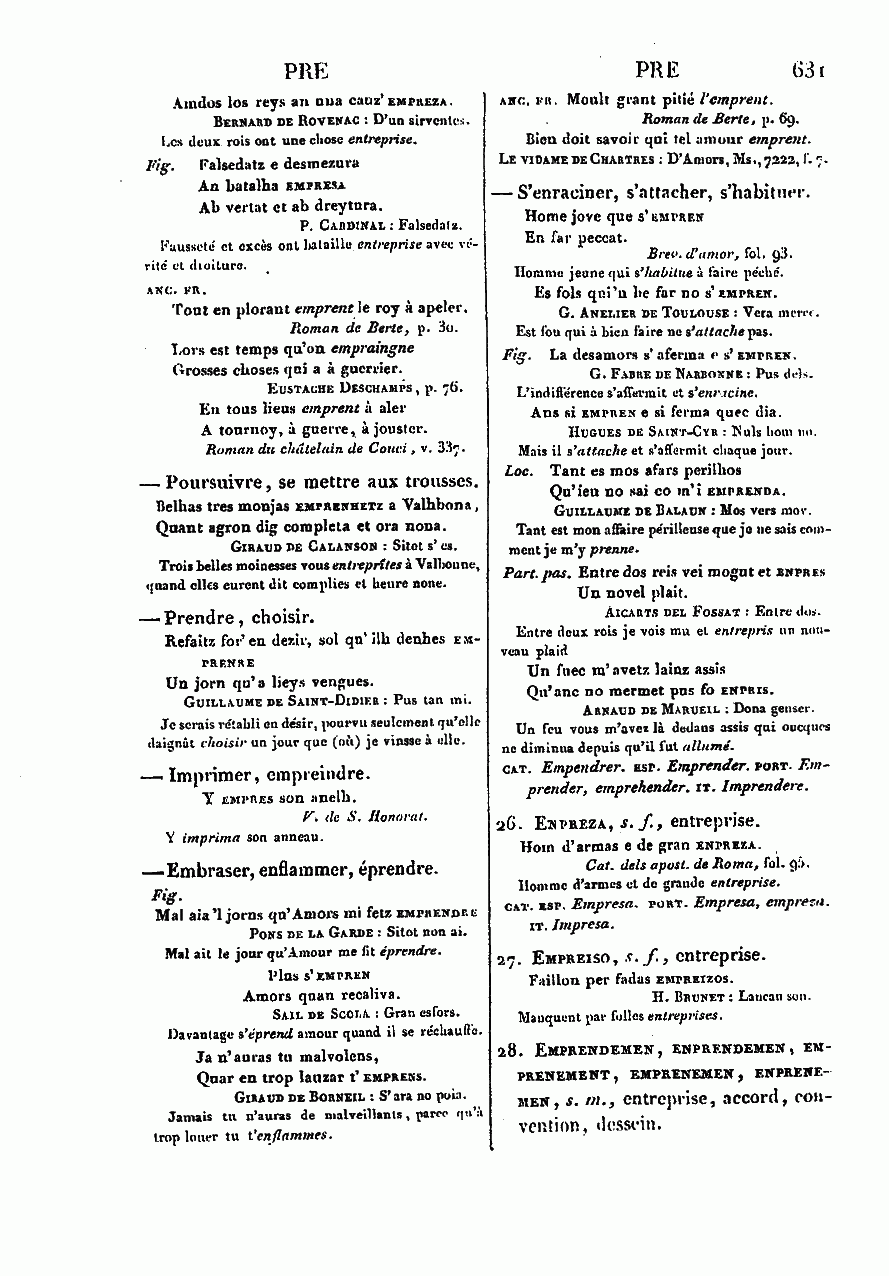 PRE
PRE 631
Amdos los reys an una cauz' EMPREZA.
BERNARD DE ROVENAC : D'un sirventes.
Les deux rois ont une chose entreprise.
Fig. Falsedatz e desmezura
An batalha EMPRESA
Ab vertat et ab dreytura.
P. CARDINAL : Falsedatz.
Fausseté et excès ont bataille entreprise avec vé-
rité et droiture.
ANC. FR.
Tout en plorant emprent le roy à apeler.
Roman de Berte, p. 30.
Lors est temps qu'on empraingne
Grosses choses qui a à guerrier.
EUSTACHE DESCHAMPS, p. 76.
En tous lieus emprent à aler
A tournoy, à guerre, à jouster.
Roman du châtelain de Couci, v. 337.
— Poursuivre, se mettre aux trousses.
Belhas tres monjas EMPRENHETZ a Valhbona,
Quant agron dig completa et ora nona.
GIRAUD DE CALANSON : Sitot s'es.
Trois belles moinesses vous entreprîtes à Valboune,
quand elles eurent dit complies et heure none.
— Prendre, choisir.
Refaitz for' en dezir, sol qu'ilh denhes EM-
PRENRE
Un jorn qu'a lieys vengues.
GUILLAUME DE SAINT-DIDIER : Pus tan mi.
Je serais rétabli en désir, pourvu seulement qu'elle
daignât choisir un jour que (où) je vinsse à elle.
— Imprimer, empreindre.
Y EMPRES son anelh.
V. de S. Honorat.
Y imprima son anneau.
— Embraser, enflammer, éprendre.
Fig.
Mal aia 'l jorns qu'Amors mi fetz EMPRENDRE
PONS DE LA GARDE : Sitot non ai.
Mal ait le jour qu'Amour me fit éprendre.
Plus s'EMPREN
Amors quan recaliva.
SAIL DE SCOLA : Gran esfors.
Davantage s'éprend amour quand il se réchauffe.
Ja n'auras tu malvolens,
Quar en trop lauzar t'EMPRENS.
GIRAUD DE BORNEIL : S'ara no poia.
Jamais tu n'auras de malveillants, parce qu'à
trop louer tu t'enflammes.
ANC. FR. Moult grant pitié l'emprent.
Roman de Berte, p. 69.
Bien doit savoir qui tel amour emprent.
LE VIDAME DE CHARTRES : D'Amors, Ms., 7222, f. 7.
— S'enraciner, s'attacher, s'habituer.
Home jove que s'EMPREN
En far peccat.
Brev. d'amor, fol. 93.
Homme jeune qui s'habitue à faire péché.
Es fols qui'n be far no s'EMPREN.
G. ANELIER DE TOULOUSE : Vera merce.
Est fou qui à bien faire ne s'attache pas.
Fig. La desamors s'aferma e s'EMPREN.
G. FABRE DE NARBONNE : Pus dels.
L'indifférence s'affermit et s'enracine.
Ans si EMPREN e si ferma quec dia.
HUGUES DE SAINT-CYR : Nuls hom no.
Mais il s'attache et s'affermit chaque jour.
Loc. Tant es mos afars perilhos
Qu'ieu no sai co m'i EMPRENDA.
GUILLAUME DE BALAUN : Mos vers mov.
Tant est mon affaire périlleuse que je ne sais com-
ment je m'y prenne.
Part. pas. Entre dos reis vei mogut et ENPRES
Un novel plait.
AICARTS DEL FOSSAT : Entre dos.
Entre deux rois je vois mu et entrepris un nou-
veau plaid
Un fuec m'avetz lainz assis
Qu'anc no mermet pus fo ENPRIS.
ARNAUD DE MARUEIL : Dona genser.
Un feu vous m'avez là dedans assis qui oucques
ne diminua depuis qu'il fut allumé.
CAT. Empendrer. ESP. Emprender. PORT. Em-
prender, emprehender. IT. Imprendere.
26. ENPREZA, s. f., entreprise.
Hom d'armas e de gran ENPREZA.
Cat. dels apost. de Roma, fol. 95.
Homme d'armes et de grande entreprise.
CAT. ESP. Empresa. PORT. Empresa, empreza.
IT. Impresa.
27. EMPREISO, s. f., entreprise.
Faillon per fadas EMPREIZOS.
H. BRUNET : Lancan son.
Manquent par folles entreprises.
28. EMPRENDEMEN, ENPRENDEMEN, EM-
PRENEMENT, EMPRENEMEN, ENPRENE-
MEN, s. m., entreprise, accord, con-
vention, dessein.